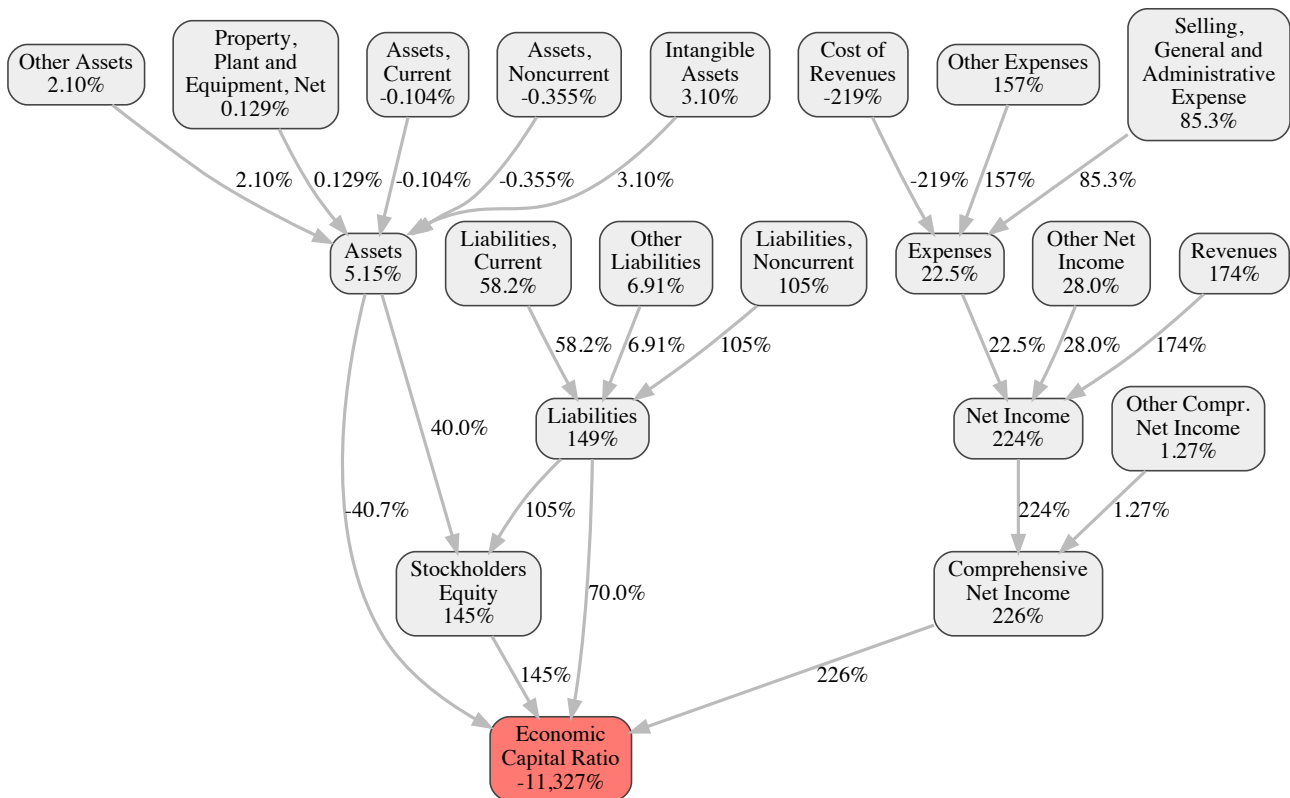 Other Assets
2.10%
Property,
Plant and
Equipment, Net
0.129%
Assets,
Current
-0.104%
Assets,
Noncurrent
-0.355%
Intangible
Assets
3.10%
Cost of
Revenues
-219%
Other Expenses
157%
Selling,
General and
Administrative
Expense
85.3%
2.10%
0.129%
-0.104%
-0.355%
3.10%
-219%
157%
85.3%
Assets
5.15%
Liabilities,
Current
58.2%
Other
Liabilities
6.91%
Liabilities,
Noncurrent
105%
Expenses
22.5%
Other Net
Income
28.0%
Revenues
174%
58.2%
6.91%
105%
22.5%
28.0%
174%
40.0%
Liabilities
149%
Net Income
224%
Other Compr.
Net Income
1.27%
-40.7%
105%
224%
1.27%
Stockholders
Equity
145%
70.0%
Comprehensive
Net Income
226%
145%
226%
Economic
Capital Ratio
-11,327%